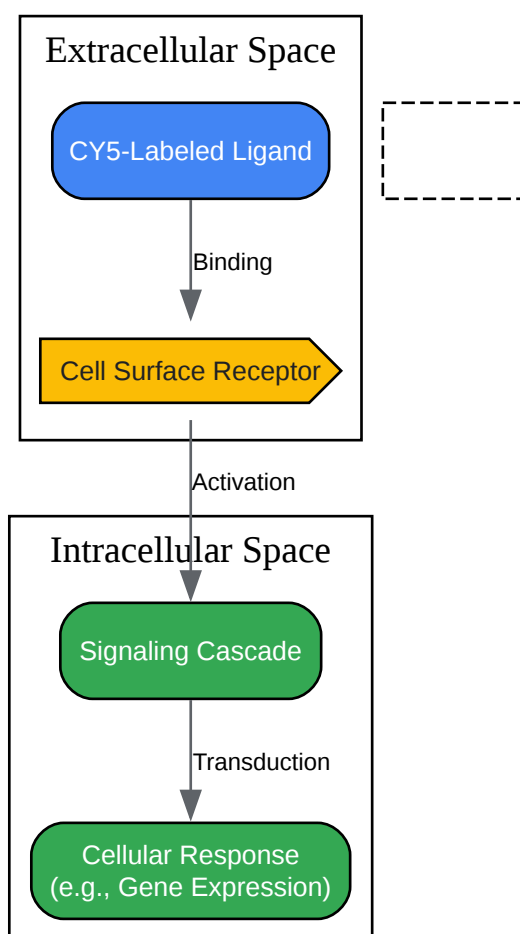 Extracellular Space
CY5-Labeled Ligand
Binding
Cell Surface Receptor
Activation
Intracellular Space
Signaling Cascade
Transduction
Cellular Response
(e.g., Gene Expression)